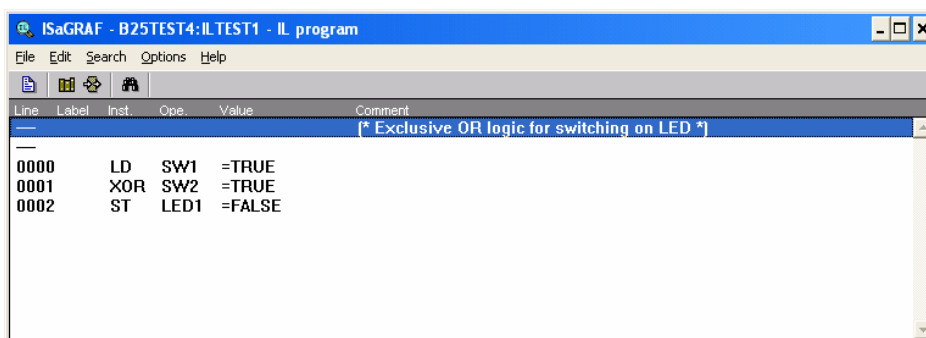 ISaGRAF - B25TEST4:ILTEST1 - IL program
File Edit Search Options Help
Line Label Inst. Ope. Value Comment
(* Exclusive OR logic for switching on LED *)
0000 LD SW1 =TRUE
0001 XOR SW2 =TRUE
0002 ST LED1 =FALSE